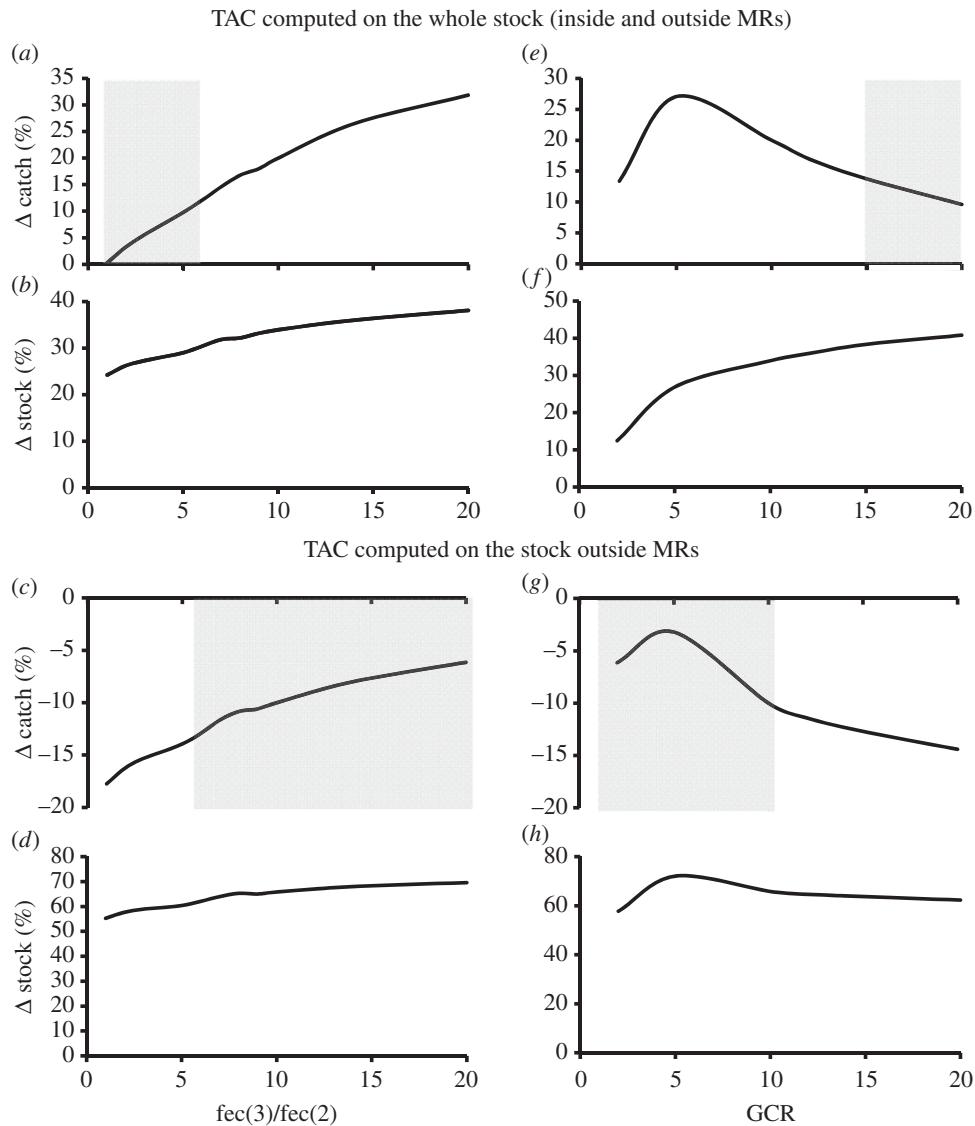 TAC computed on the whole stock (inside and outside MRs)
(a)
35
30
25
20
15
10
5
0
Δ catch (%)
(e)
30
25
20
15
10
5
0
(b)
40
30
20
10
0
Δ stock (%)
0 5 10 15 20
(f)
50
40
30
20
10
0
0 5 10 15 20
TAC computed on the stock outside MRs
(c)
0
–5
–10
–15
–20
Δ catch (%)
(g)
0
–5
–10
–15
–20
(d)
80
70
60
50
40
30
20
10
0
Δ stock (%)
0 5 10 15 20
fec(3)/fec(2)
(h)
80
60
40
20
0
0 5 10 15 20
GCR